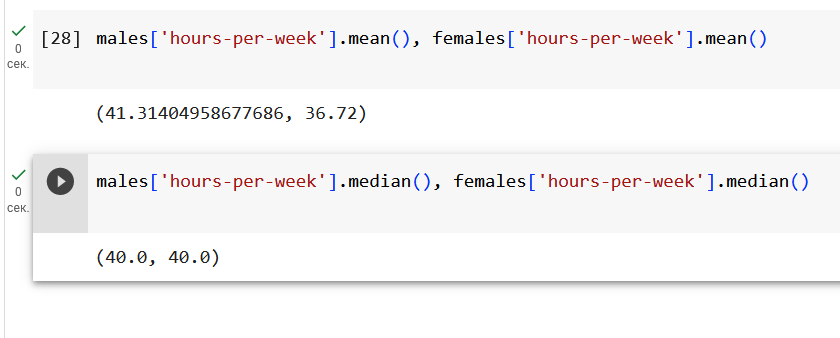 [28] males['hours-per-week'].mean(), females['hours-per-week'].mean()
0
сек.
(41.31404958677686, 36.72)
males['hours-per-week'].median(), females['hours-per-week'].median()
0
сек.
(40.0, 40.0)